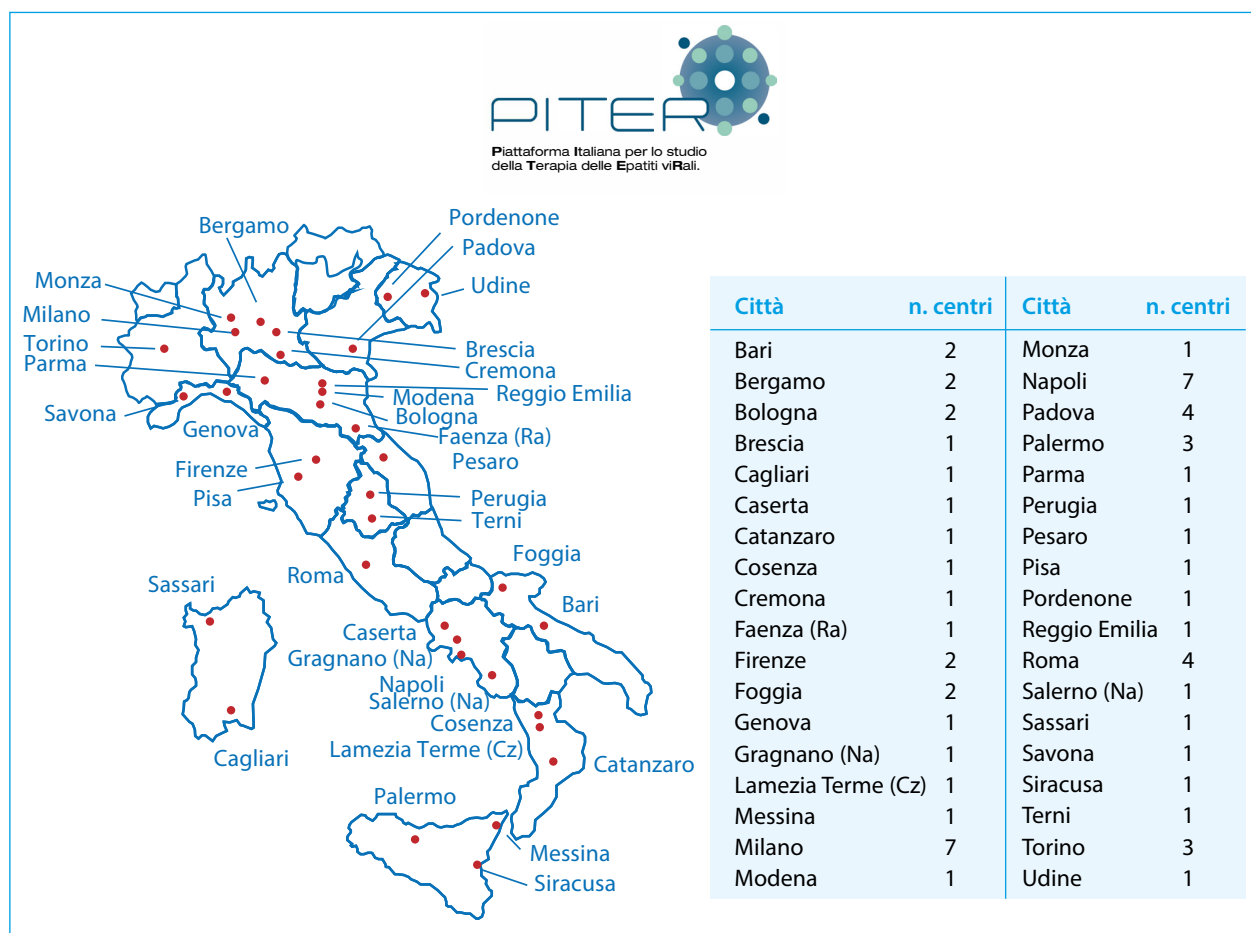 PITER
Piattaforma Italiana per lo studio
della Terapia delle Epatiti viRali.
Bergamo
Pordenone
Padova
Udine
Monza
Milano
Torino
Parma
Savona
Genova
Brescia
Cremona
Reggio Emilia
Modena
Bologna
Faenza (Ra)
Pesaro
Firenze
Pisa
Perugia
Terni
Roma
Foggia
Bari
Sassari
Cagliari
Caserta
Gragnano (Na)
Napoli
Salerno (Na)
Cosenza
Lamezia Terme (Cz)
Catanzaro
Palermo
Messina
Siracusa
Città n. centri Città n. centri
Bari 2 Monza 1
Bergamo 2 Napoli 7
Bologna 2 Padova 4
Brescia 1 Palermo 3
Cagliari 1 Parma 1
Caserta 1 Perugia 1
Catanzaro 1 Pesaro 1
Cosenza 1 Pisa 1
Cremona 1 Pordenone 1
Faenza (Ra) 1 Reggio Emilia 1
Firenze 2 Roma 4
Foggia 2 Salerno (Na) 1
Genova 1 Sassari 1
Gragnano (Na) 1 Savona 1
Lamezia Terme (Cz) 1 Siracusa 1
Messina 1 Terni 1
Milano 7 Torino 3
Modena 1 Udine 1